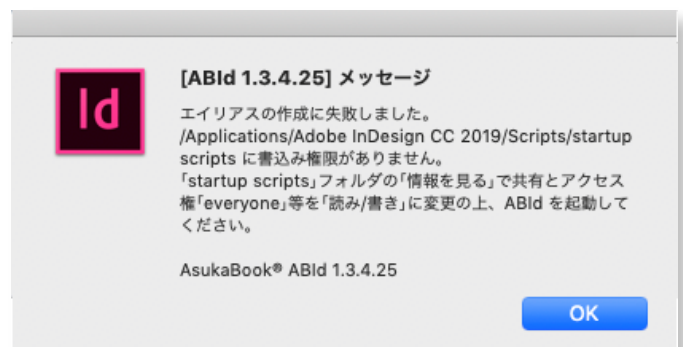 Id
[ABId 1.3.4.25] メッセージ
エイリアスの作成に失敗しました。
/Applications/Adobe InDesign CC 2019/Scripts/startup
scripts に書込み権限がありません。
「startup scripts」フォルダの「情報を見る」で共有とアクセス
権「everyone」等を「読み/書き」に変更の上、ABId を起動して
ください。
AsukaBook® ABId 1.3.4.25
OK